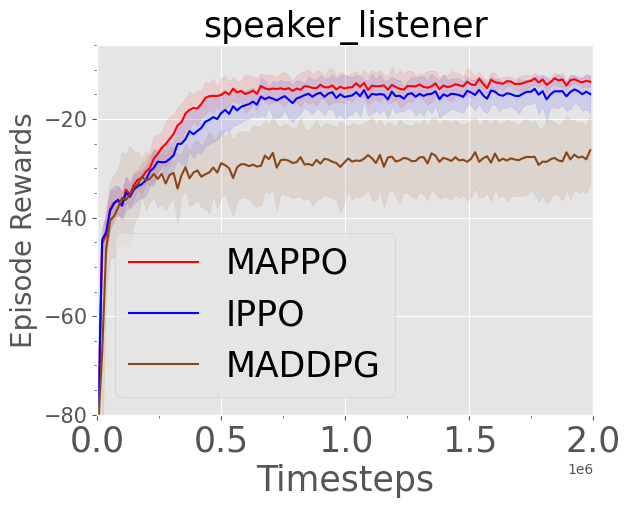 speaker_listener
Episode Rewards
−20
−40
−60
−80
MAPPO
IPPO
MADDPG
0.0 0.5 1.0 1.5 2.0
1e6
Timesteps